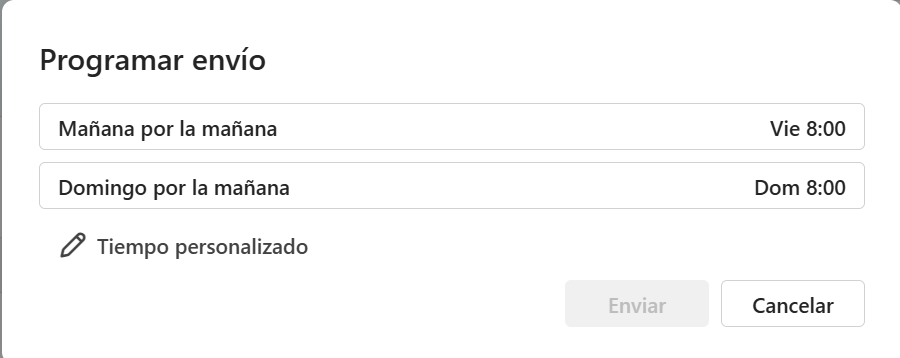 Programar envío
Mañana por la mañana Vie 8:00
Domingo por la mañana Dom 8:00
Tiempo personalizado
Enviar Cancelar